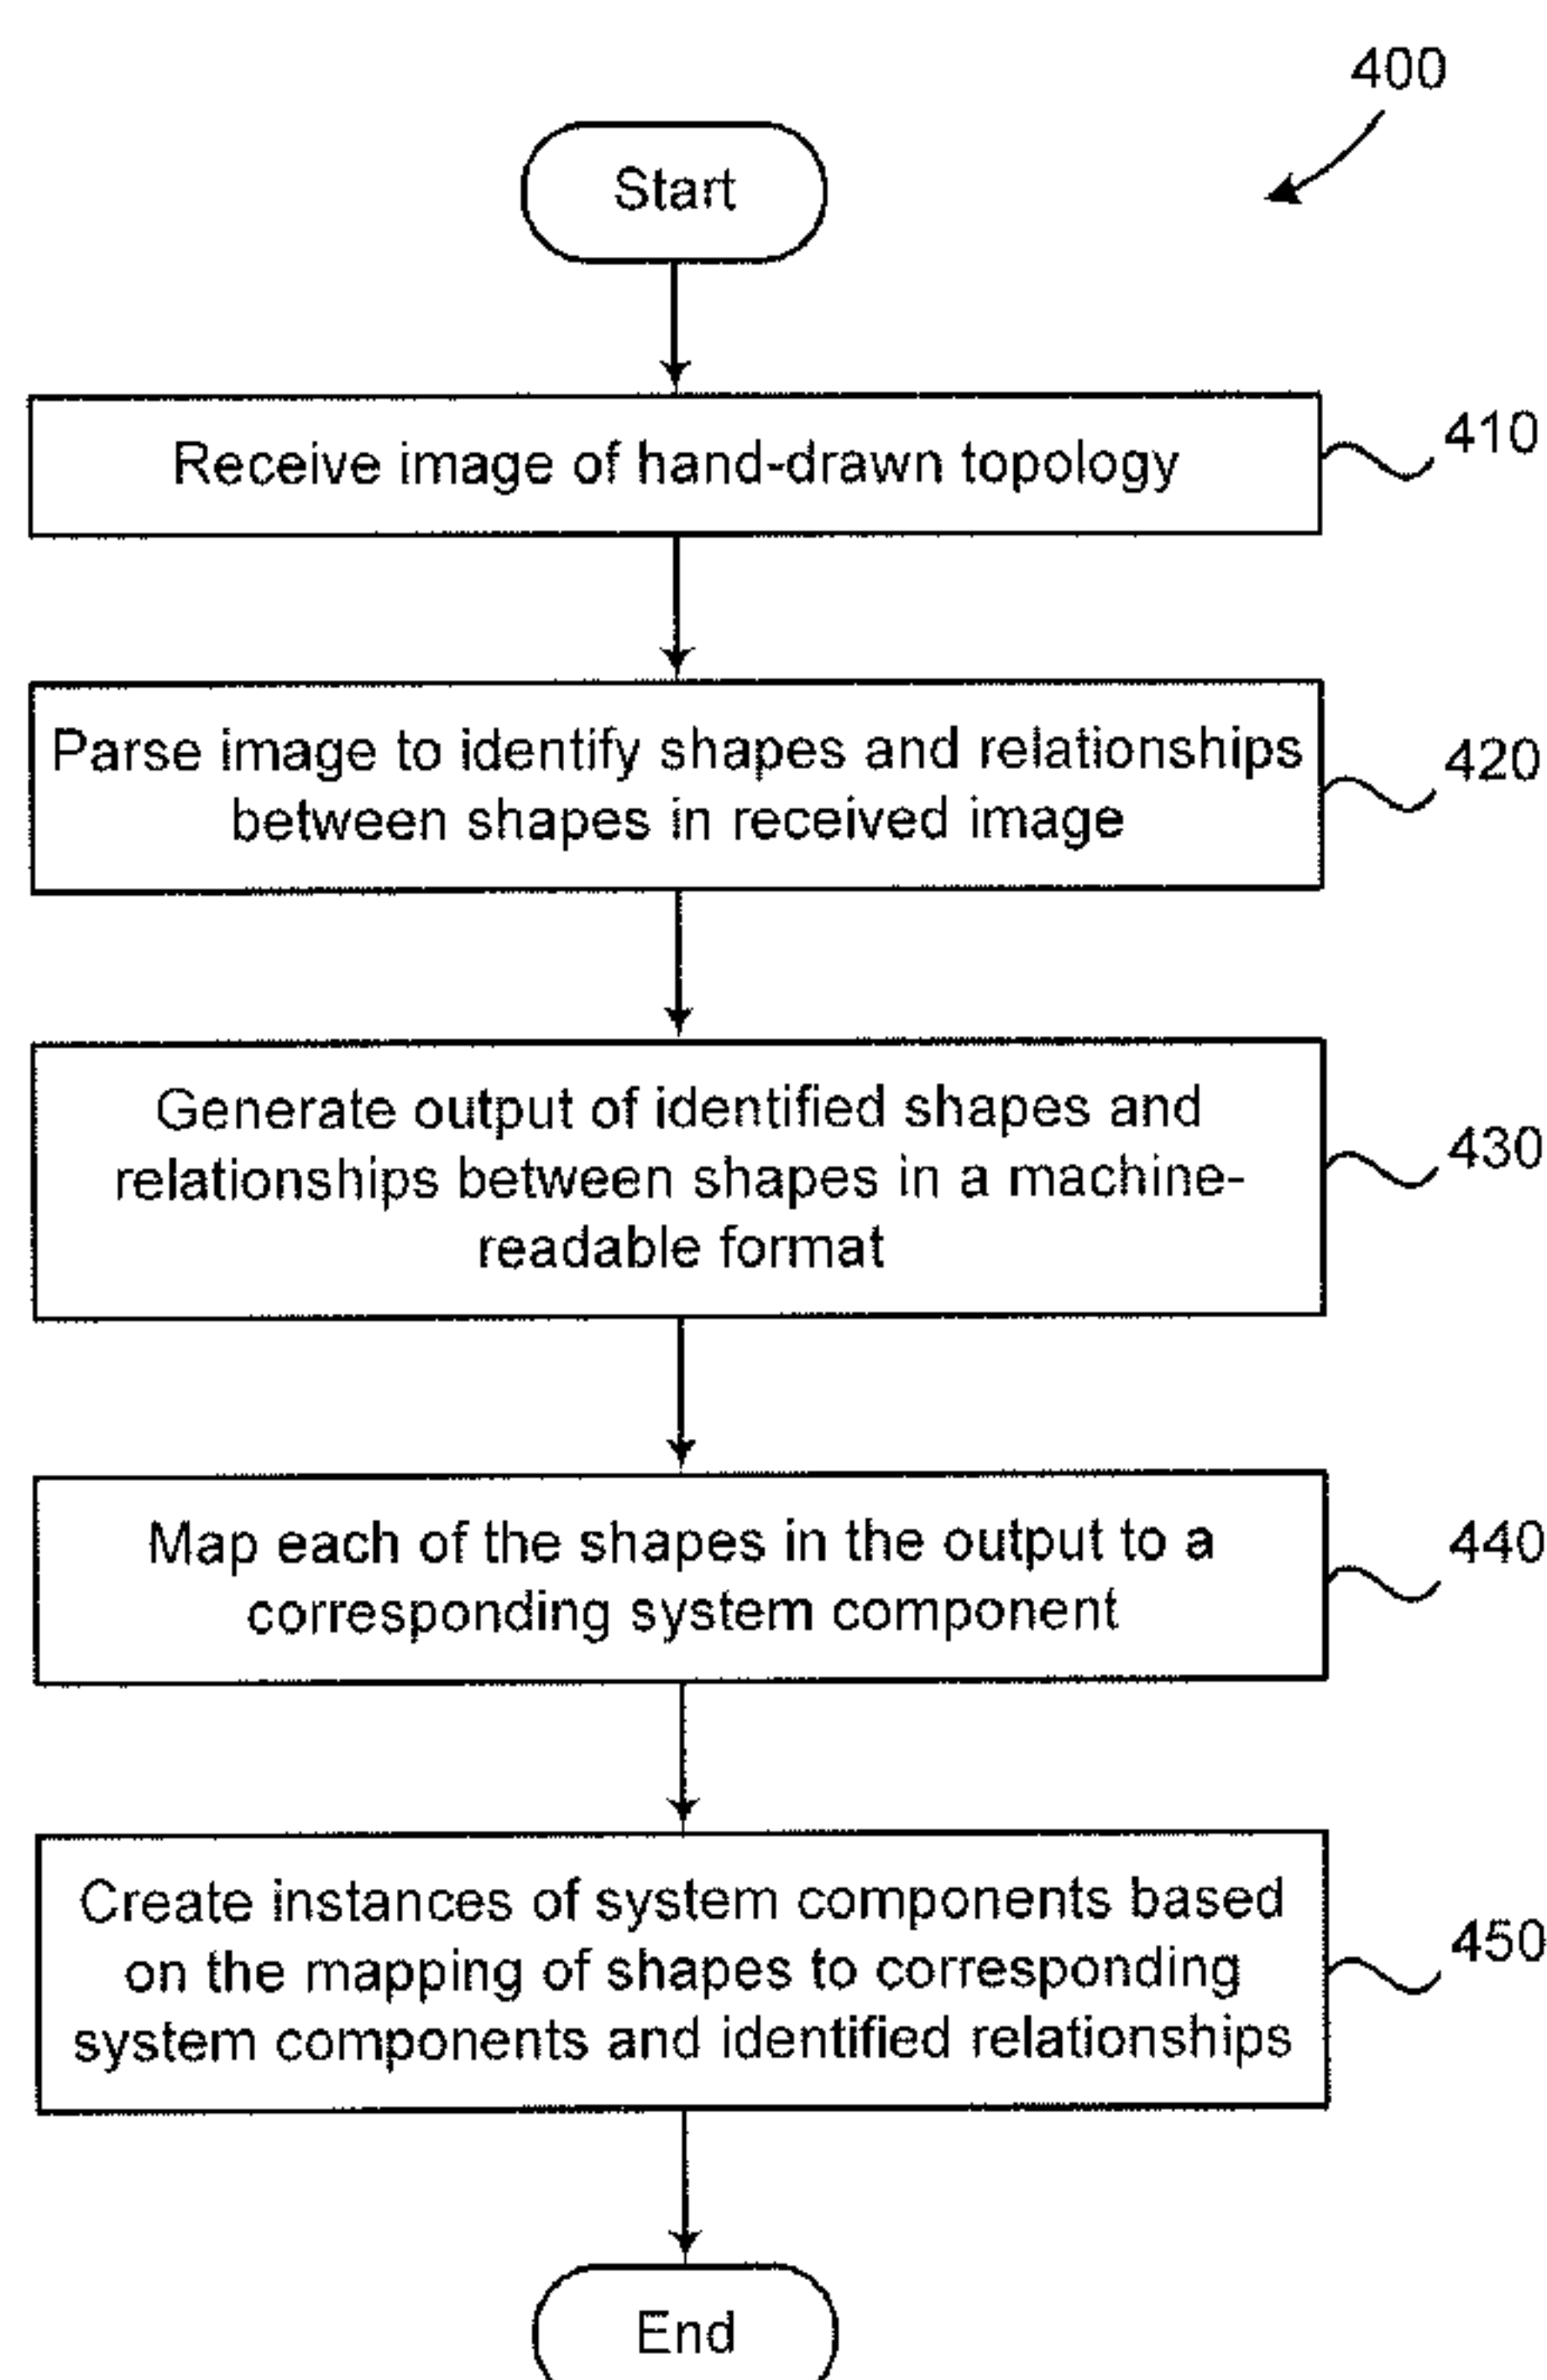 400
Start
Receive image of hand-drawn topology
410
Parse image to identify shapes and relationships
between shapes in received image
420
Generate output of identified shapes and
relationships between shapes in a machine-
readable format
430
Map each of the shapes in the output to a
corresponding system component
440
Create instances of system components based
on the mapping of shapes to corresponding
system components and identified relationships
450
End